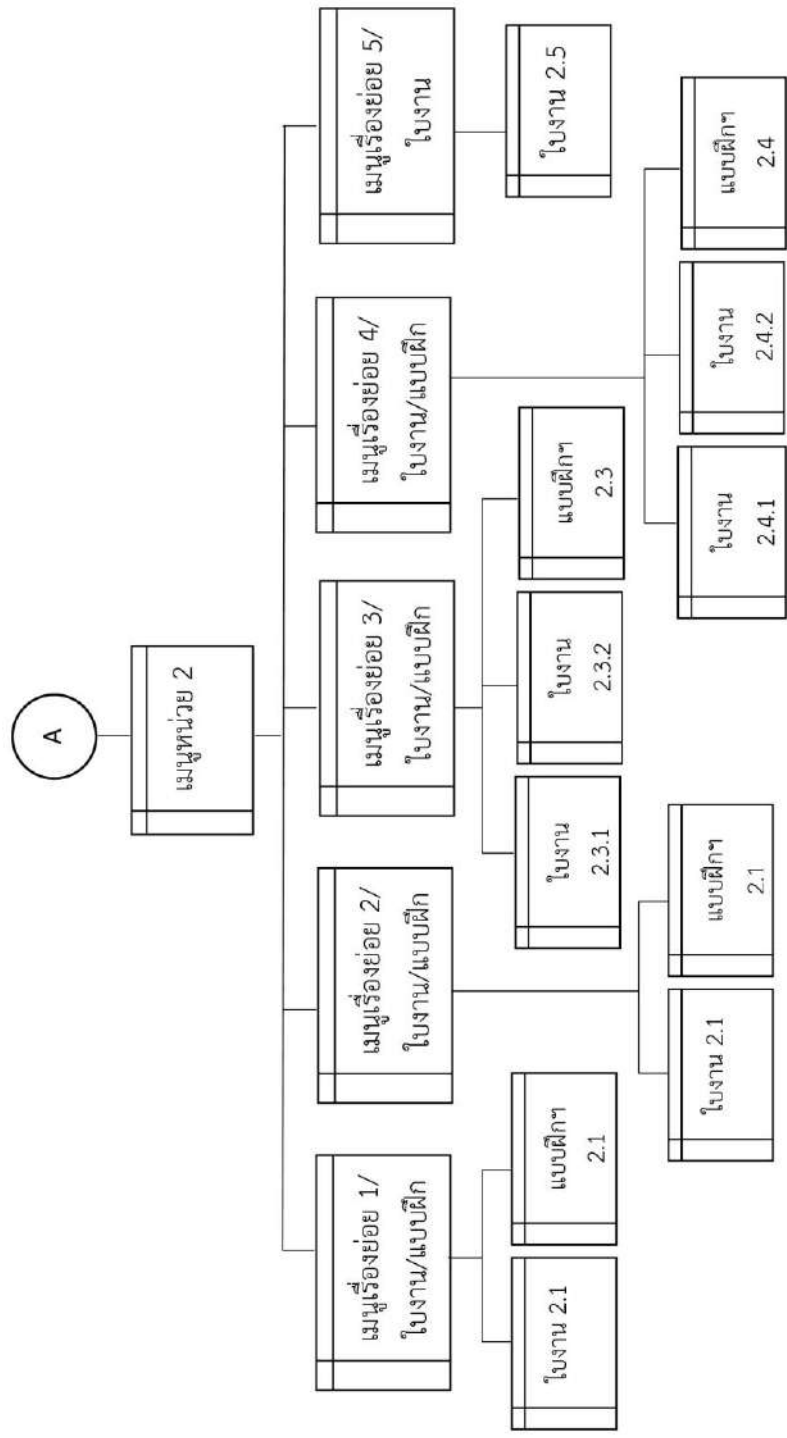 A
เมนูหน่วย 2
เมนูเรื่องย่อย 1/
ใบงาน/แบบฝึก
เมนูเรื่องย่อย 2/
ใบงาน/แบบฝึก
เมนูเรื่องย่อย 3/
ใบงาน/แบบฝึก
เมนูเรื่องย่อย 4/
ใบงาน/แบบฝึก
เมนูเรื่องย่อย 5/
ใบงาน
ใบงาน 2.1
แบบฝึกฯ
2.1
ใบงาน 2.1
แบบฝึกฯ
2.1
ใบงาน
2.3.1
ใบงาน
2.3.2
แบบฝึกฯ
2.3
ใบงาน
2.4.1
ใบงาน
2.4.2
แบบฝึกฯ
2.4
ใบงาน 2.5